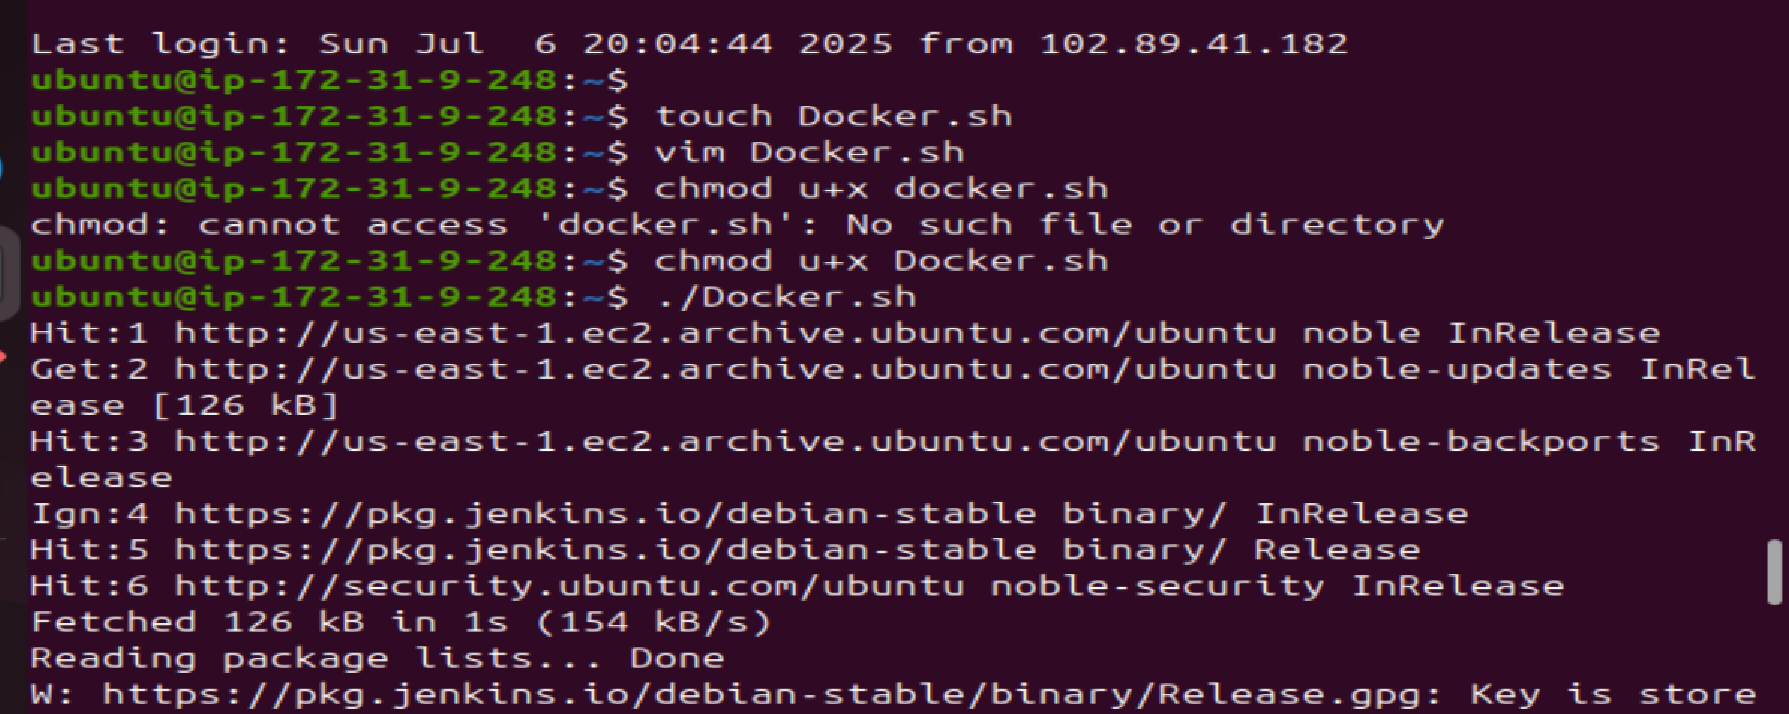 Last login: Sun Jul  6 20:04:44 2025 from 102.89.41.182
ubuntu@ip-172-31-9-248:~$
ubuntu@ip-172-31-9-248:~$ touch Docker.sh
ubuntu@ip-172-31-9-248:~$ vim Docker.sh
ubuntu@ip-172-31-9-248:~$ chmod u+x docker.sh
chmod: cannot access 'docker.sh': No such file or directory
ubuntu@ip-172-31-9-248:~$ chmod u+x Docker.sh
ubuntu@ip-172-31-9-248:~$ ./Docker.sh
Hit:1 http://us-east-1.ec2.archive.ubuntu.com/ubuntu noble InRelease
Get:2 http://us-east-1.ec2.archive.ubuntu.com/ubuntu noble-updates InRel
ease [126 kB]
Hit:3 http://us-east-1.ec2.archive.ubuntu.com/ubuntu noble-backports InR
elease
Ign:4 https://pkg.jenkins.io/debian-stable binary/ InRelease
Hit:5 https://pkg.jenkins.io/debian-stable binary/ Release
Hit:6 http://security.ubuntu.com/ubuntu noble-security InRelease
Fetched 126 kB in 1s (154 kB/s)
Reading package lists... Done
W: https://pkg.jenkins.io/debian-stable/binary/Release.gpg: Key is store